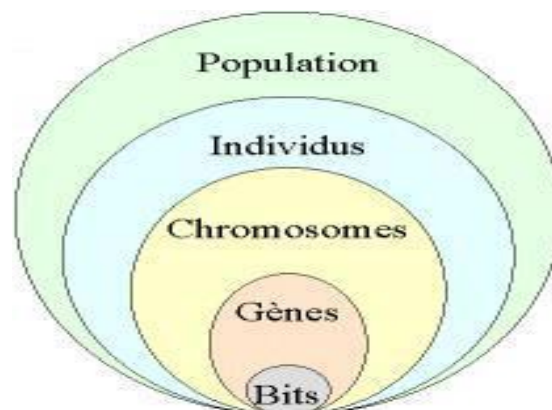 Population
Individus
Chromosomes
Gènes
Bits